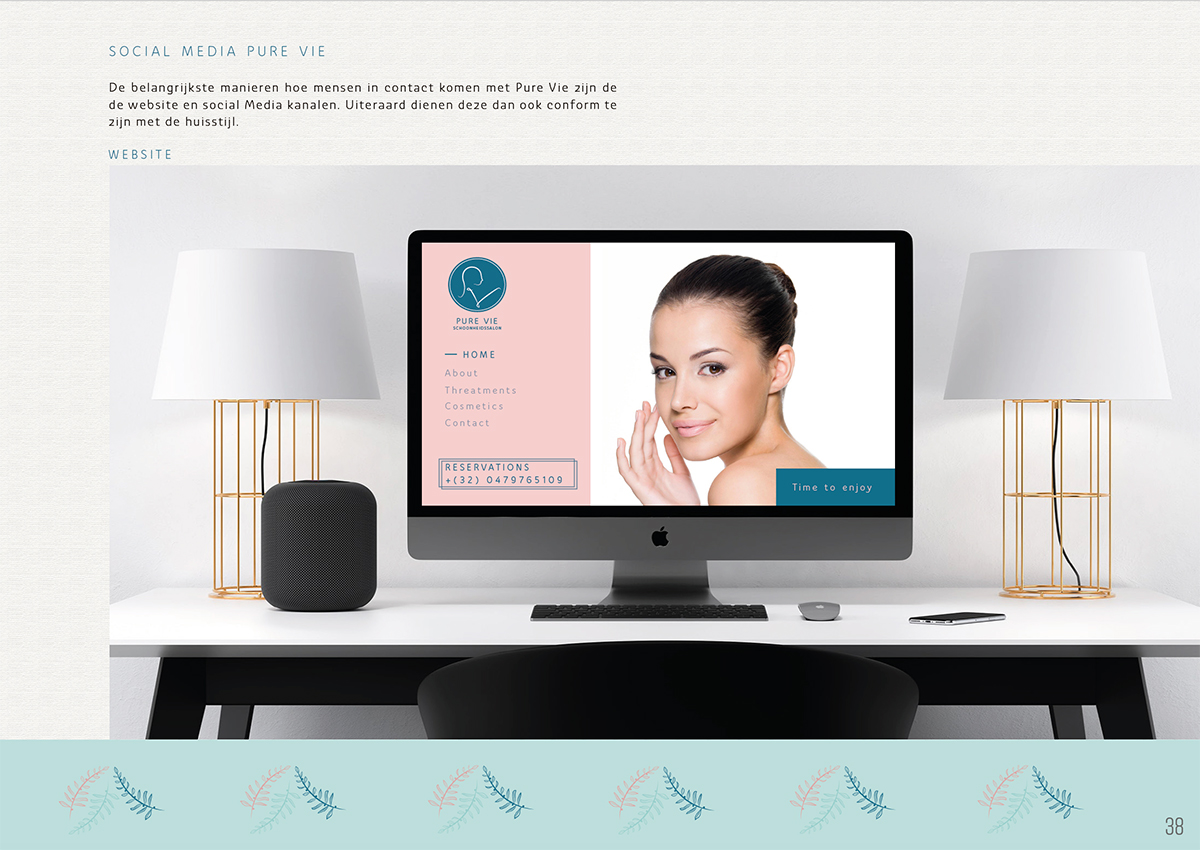 SOCIAL MEDIA PURE VIE
De belangrijkste manieren hoe mensen in contact komen met Pure Vie zijn de
de website en social Media kanalen. Uiteraard dienen deze dan ook conform te
zijn met de huisstijl.
WEBSITE
PURE VIE
SCHOONHEIDSSALON
HOME
About
Threatments
Cosmetics
Contact
RESERVATIONS
+(32) 0479765109
Time to enjoy
38